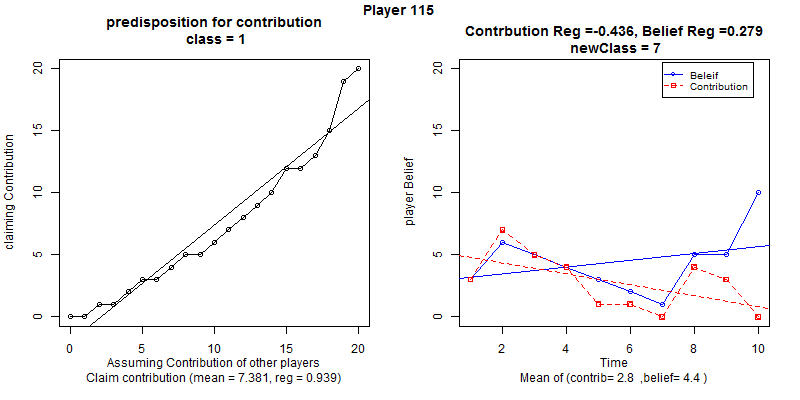 Player 115
predisposition for contribution
class = 1
claiming Contribution
0
5
10
15
20
0
5
10
15
20
Assuming Contribution of other players
Claim contribution (mean = 7.381, reg = 0.939)
Contrbution Reg =-0.436, Belief Reg =0.279
newClass = 7
Beleif
Contribution
player Belief
0
5
10
15
20
2
4
6
8
10
Time
Mean of (contrib= 2.8 ,belief= 4.4 )